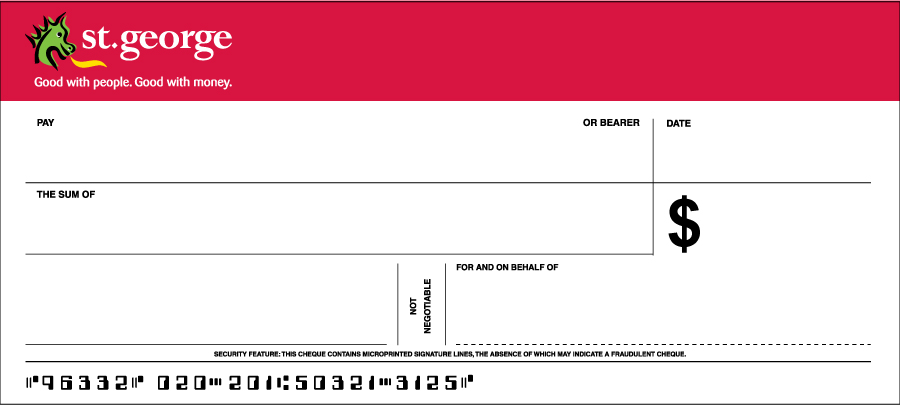 st.george
Good with people. Good with money.
PAY
OR BEARER
DATE
THE SUM OF
$
NOT
NEGOTIABLE
FOR AND ON BEHALF OF
SECURITY FEATURE: THIS CHEQUE CONTAINS MICROPRINTED SIGNATURE LINES, THE ABSENCE OF WHICH MAY INDICATE A FRAUDULENT CHEQUE.
⑈96332⑈ 020⑉201⑆50321⑉3125⑈